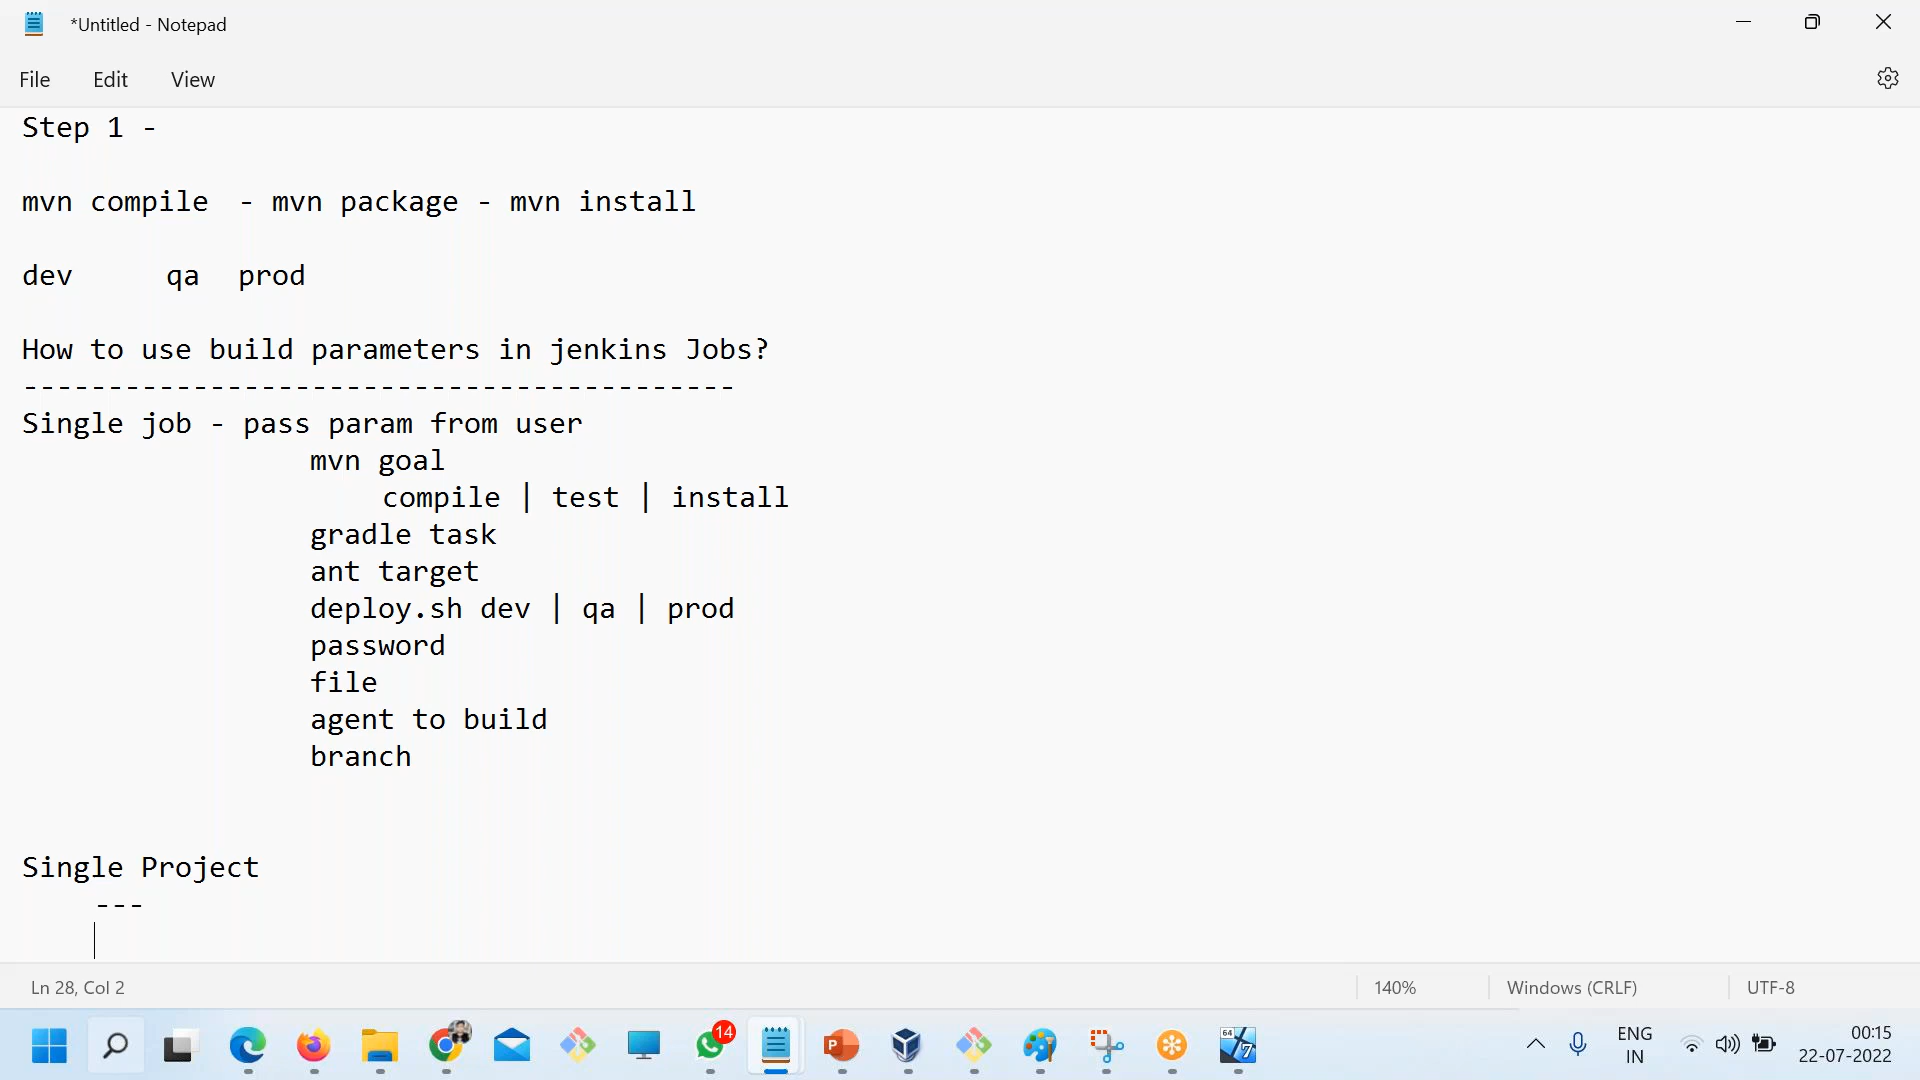 *Untitled - Notepad
File Edit View
Step 1 -
mvn compile - mvn package - mvn install
dev qa prod
How to use build parameters in jenkins Jobs?
------------------------------------------
Single job - pass param from user
mvn goal
compile | test | install
gradle task
ant target
deploy.sh dev | qa | prod
password
file
agent to build
branch
Single Project
---
Ln 28, Col 2 140% Windows (CRLF) UTF-8
14
P
64
7
ENG
IN
00:15
22-07-2022